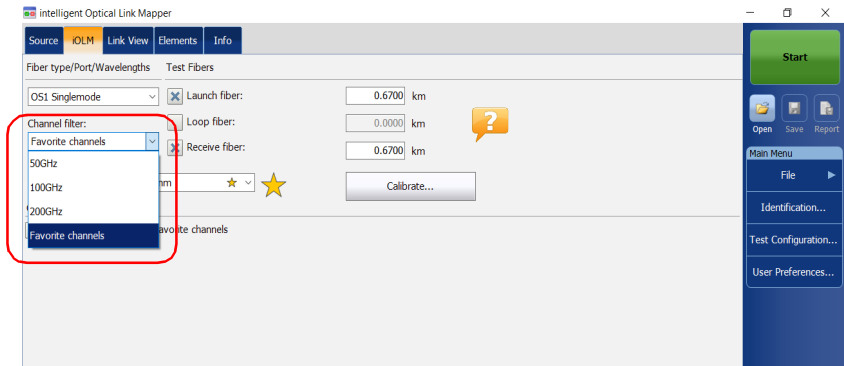 intelligent Optical Link Mapper
Source iOLM Link View Elements Info
Fiber type/Port/Wavelengths Test Fibers
OS1 Singlemode Launch fiber: 0.6700 km
Channel filter: Loop fiber: 0.0000 km ?
Favorite channels Receive fiber: 0.6700 km
50GHz
100GHz nm Calibrate...
200GHz
Favorite channels avorite channels
Start
Open Save Report
Main Menu
File
Identification...
Test Configuration...
User Preferences...